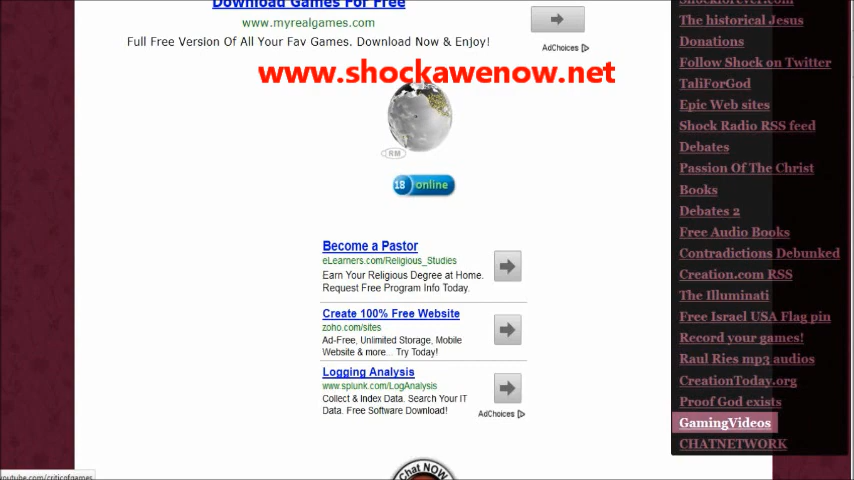 Download Games For Free
www.myrealgames.com
Full Free Version Of All Your Fav Games. Download Now & Enjoy!
AdChoices
www.shockawenow.net
RM
18 online
Become a Pastor
eLearners.com/Religious_Studies
Earn Your Religious Degree at Home.
Request Free Program Info Today.
Create 100% Free Website
zoho.com/sites
Ad-Free, Unlimited Storage, Mobile
Website & more... Try Today!
Logging Analysis
www.splunk.com/LogAnalysis
Collect & Index Data. Search Your IT
Data. Free Software Download!
AdChoices
Chat NOW
Shockforever.com
The historical Jesus
Donations
Follow Shock on Twitter
TaliForGod
Epic Web sites
Shock Radio RSS feed
Debates
Passion Of The Christ
Books
Debates 2
Free Audio Books
Contradictions Debunked
Creation.com RSS
The Illuminati
Free Israel USA Flag pin
Record your games!
Raul Ries mp3 audios
CreationToday.org
Proof God exists
GamingVideos
CHATNETWORK
youtube.com/criticofgames